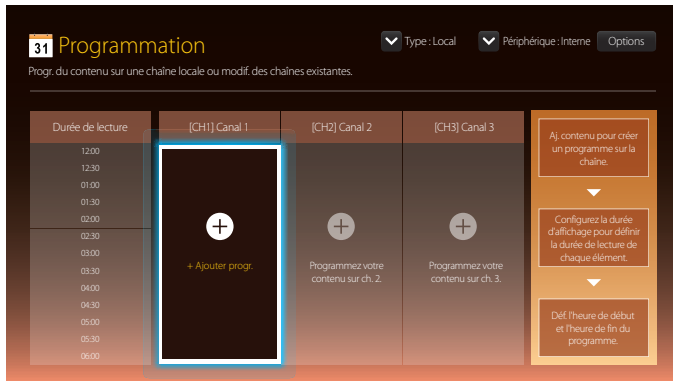 31 Programmation
Type : Local
Périphérique : Interne
Options
Progr. du contenu sur une chaîne locale ou modif. des chaînes existantes.
Durée de lecture
[CH1] Canal 1
[CH2] Canal 2
[CH3] Canal 3
12:00
12:30
01:00
01:30
02:00
02:30
03:00
03:30
04:00
04:30
05:00
05:30
06:00
+ Ajouter progr.
Programmez votre
contenu sur ch. 2.
Programmez votre
contenu sur ch. 3.
Aj. contenu pour créer
un programme sur la
chaîne.
Configurez la durée
d'affichage pour définir
la durée de lecture de
chaque élément.
Déf. l'heure de début
et l'heure de fin du
programme.